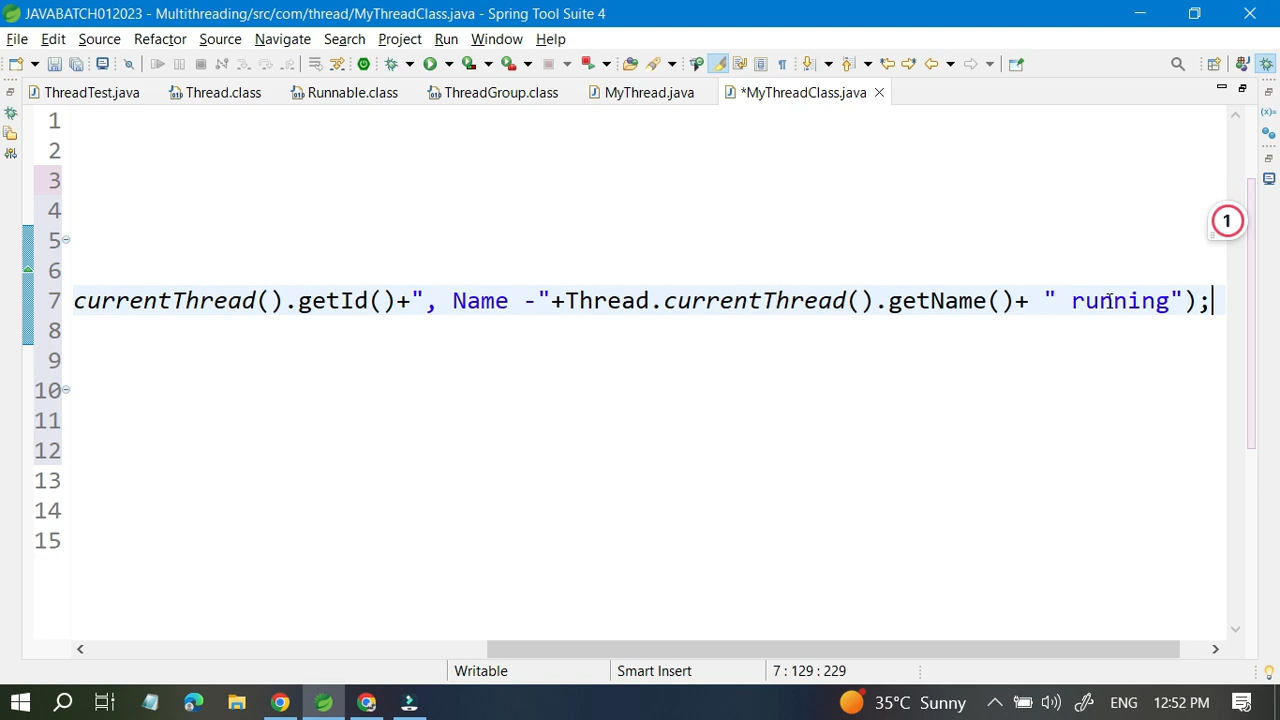 JAVABATCH012023 - Multithreading/src/com/thread/MyThreadClass.java - Spring Tool Suite 4
File Edit Source Refactor Source Navigate Search Project Run Window Help
ThreadTest.java Thread.class Runnable.class ThreadGroup.class MyThread.java *MyThreadClass.java
1
2
3
4
5
6
7 currentThread().getId()+", Name -"+Thread.currentThread().getName()+ " running");
8
9
10
11
12
13
14
15
1
Writable Smart Insert 7 : 129 : 229
35°C Sunny ENG 12:52 PM